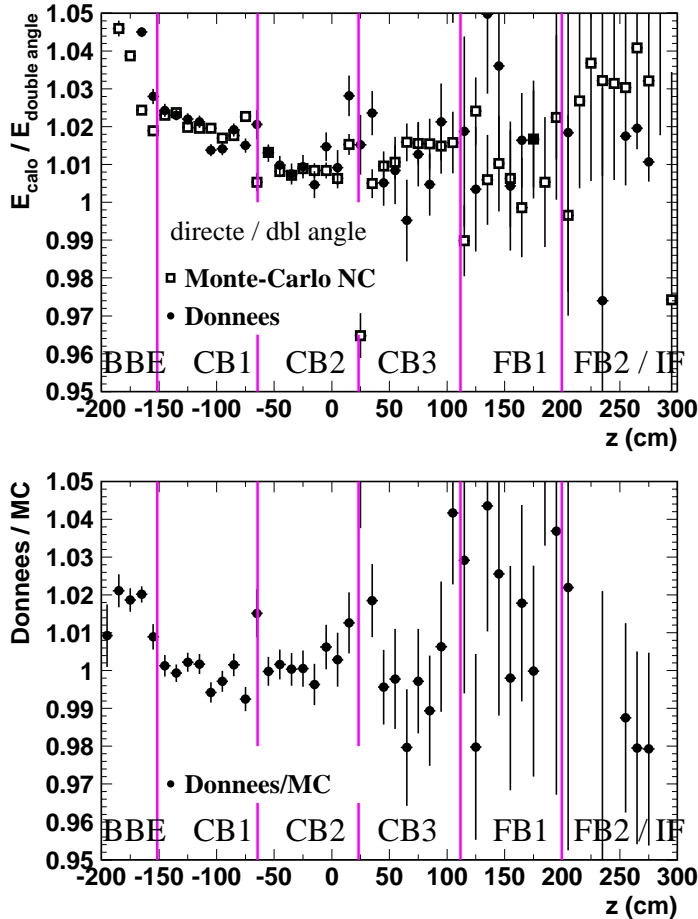 E_calo / E_double angle
1.05
1.04
1.03
1.02
1.01
1
0.99
0.98
0.97
0.96
0.95
directe / dbl angle
Monte-Carlo NC
Donnees
BBE CB1 CB2 CB3 FB1 FB2 / IF
-200 -150 -100 -50 0 50 100 150 200 250 300
z (cm)
Donnees / MC
1.05
1.04
1.03
1.02
1.01
1
0.99
0.98
0.97
0.96
0.95
Donnees/MC
BBE CB1 CB2 CB3 FB1 FB2 / IF
-200 -150 -100 -50 0 50 100 150 200 250 300
z (cm)